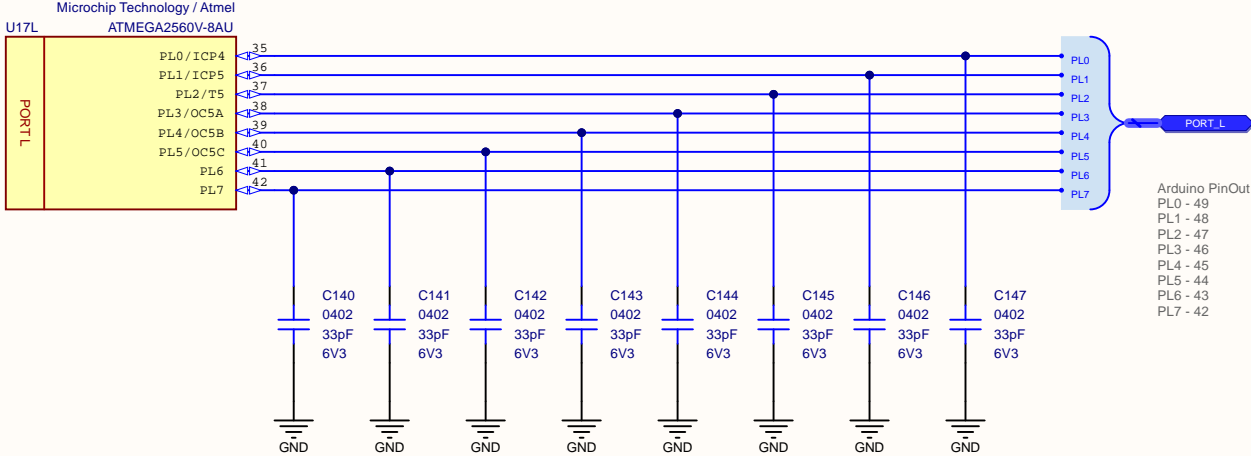 Microchip Technology / Atmel
U17L
ATMEGA2560V-8AU
PORT L
PL0/ICP4
35
PL1/ICP5
36
PL2/T5
37
PL3/OC5A
38
PL4/OC5B
39
PL5/OC5C
40
PL6
41
PL7
42
PL0
PL1
PL2
PL3
PL4
PL5
PL6
PL7
PORT_L
Arduino PinOut
PL0 - 49
PL1 - 48
PL2 - 47
PL3 - 46
PL4 - 45
PL5 - 44
PL6 - 43
PL7 - 42
C140
0402
33pF
6V3
C141
0402
33pF
6V3
C142
0402
33pF
6V3
C143
0402
33pF
6V3
C144
0402
33pF
6V3
C145
0402
33pF
6V3
C146
0402
33pF
6V3
C147
0402
33pF
6V3
GND
GND
GND
GND
GND
GND
GND
GND